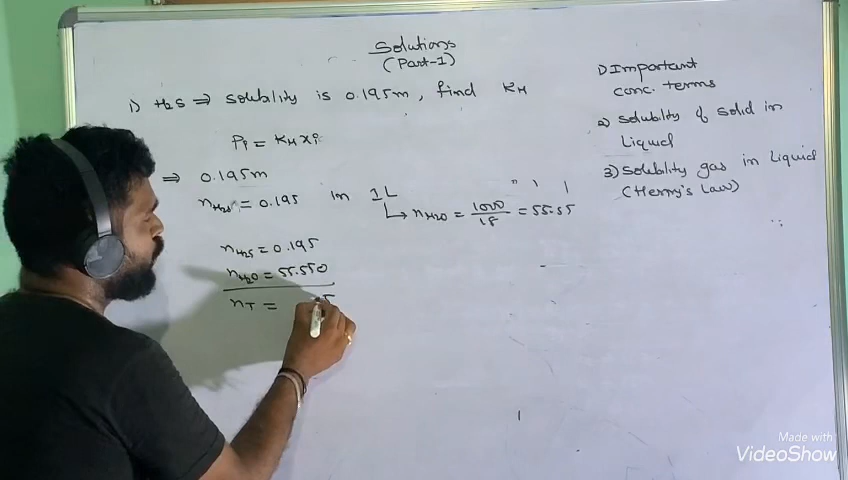 Solutions
(Part-1)
1) H2S ⇒ solubality is 0.195m, find KH
Pi = KH xi
⇒ 0.195m
nH2S = 0.195 in 1L
↳ nH2O = 1000/18 = 55.55
nH2S = 0.195
nH2O = 55.550
nT = 5
1) Important
conc. terms
2) solubility of solid in
Liquid
3) solubility gas in Liquid
(Henry's Law)
Made with
VideoShow